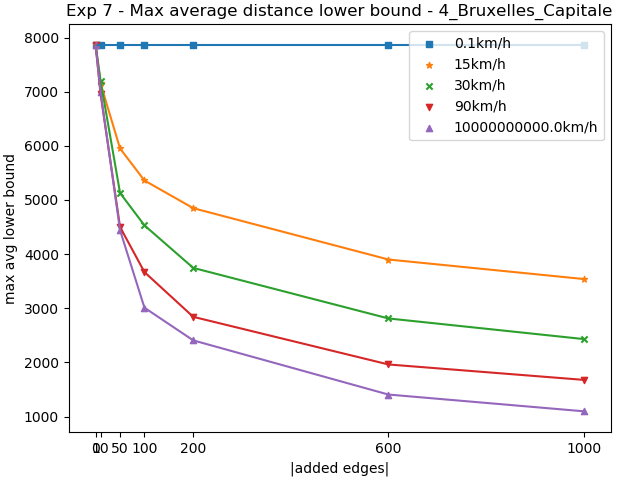 Exp 7 - Max average distance lower bound - 4_Bruxelles_Capitale
8000
7000
6000
5000
4000
3000
2000
1000
max avg lower bound
0.1km/h
15km/h
30km/h
90km/h
10000000000.0km/h
0 10 50 100 200 600 1000
|added edges|